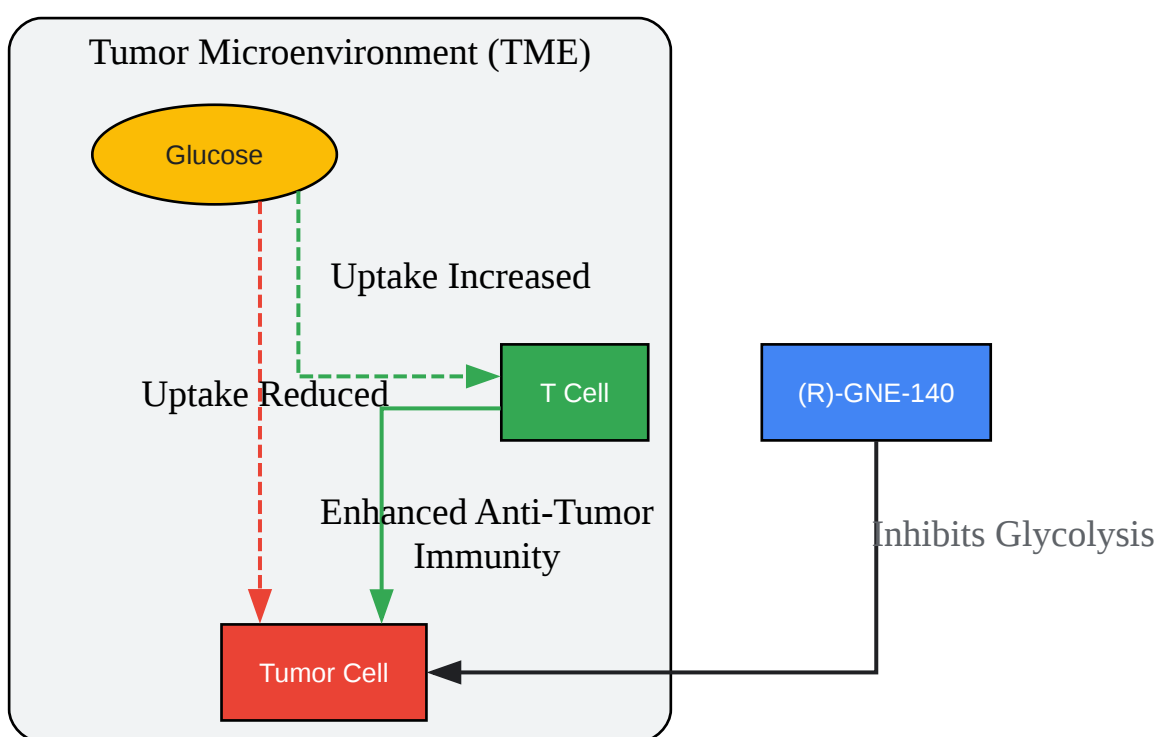 Tumor Microenvironment (TME)
Glucose
Uptake Increased
T Cell
(R)-GNE-140
Uptake Reduced
Enhanced Anti-Tumor
Immunity
Inhibits Glycolysis
Tumor Cell